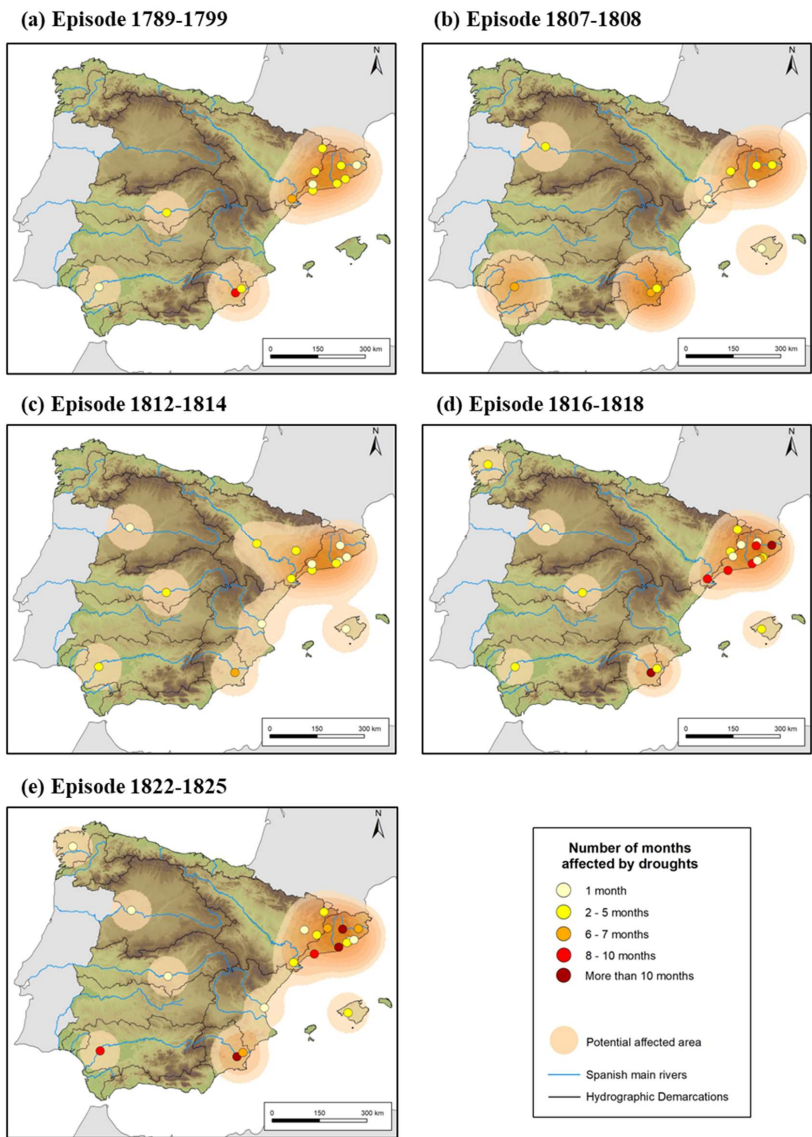 (a) Episode 1789-1799
(b) Episode 1807-1808
N
0 150 300 km
N
0 150 300 km
(c) Episode 1812-1814
(d) Episode 1816-1818
N
0 150 300 km
N
0 150 300 km
(e) Episode 1822-1825
N
0 150 300 km
Number of months
affected by droughts
1 month
2 - 5 months
6 - 7 months
8 - 10 months
More than 10 months
Potential affected area
Spanish main rivers
Hydrographic Demarcations